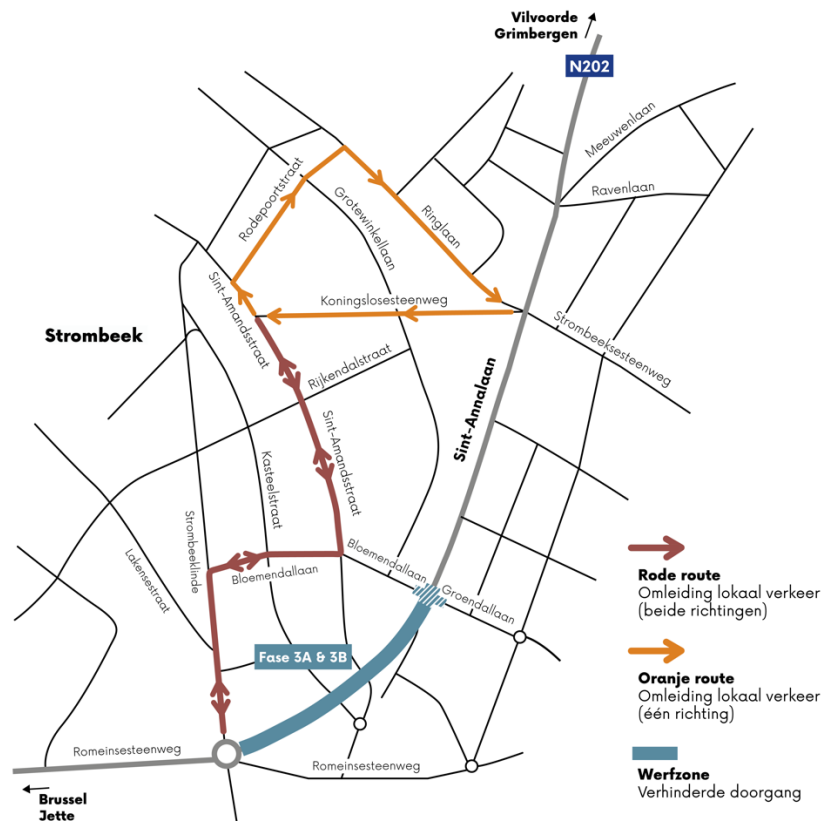 Vilvoorde
Grimbergen
N202
Meeuwenlaan
Ravenlaan
Rodepoortstraat
Grotewinkellaan
Ringlaan
Sint-Amandsstraat
Koningslosesteenweg
Strombeek
Strombeeksesteenweg
Rijkendalstraat
Sint-Annalaan
Sint-Amandsstraat
Kasteelstraat
Strombeeklinde
Lakensestraat
Bloemendallaan
Bloemendallaan
Groendallaan
Fase 3A & 3B
Romeinsesteenweg
Romeinsesteenweg
Brussel
Jette
Rode route
Omleiding lokaal verkeer
(beide richtingen)
Oranje route
Omleiding lokaal verkeer
(één richting)
Werfzone
Verhinderde doorgang